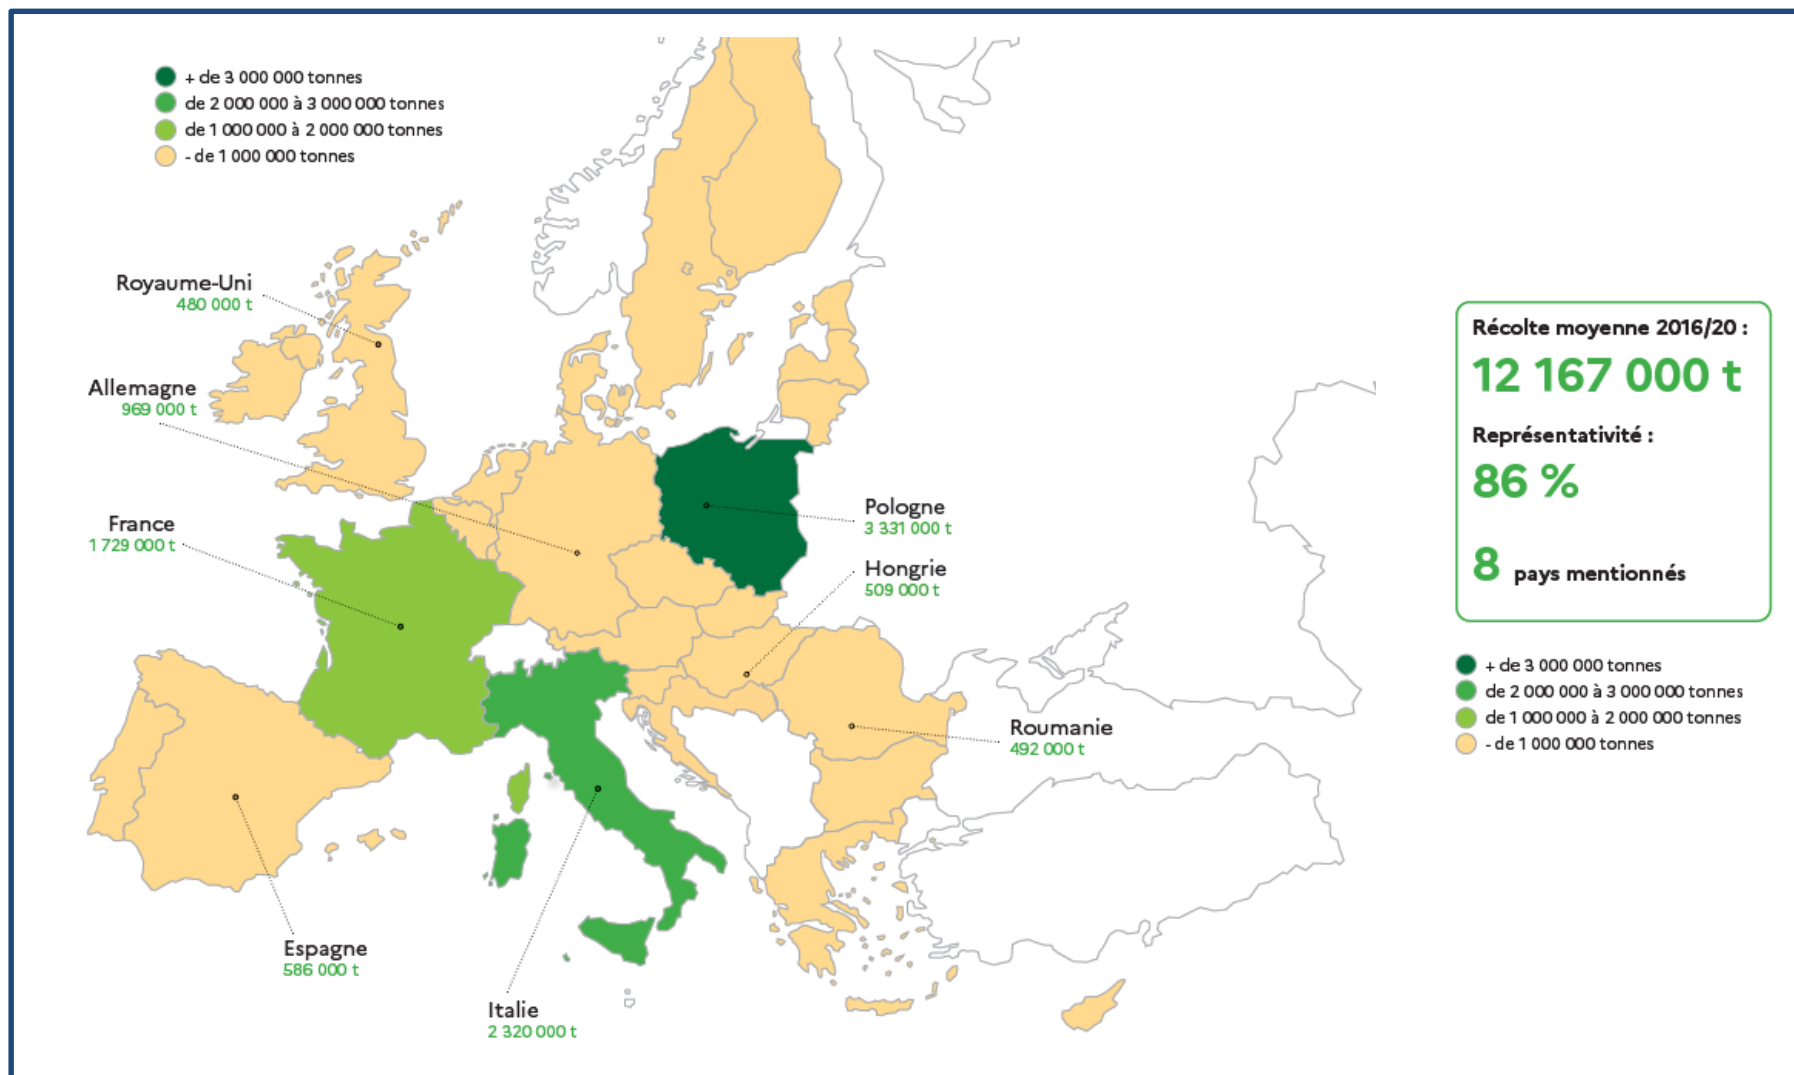 + de 3 000 000 tonnes
de 2 000 000 à 3 000 000 tonnes
de 1 000 000 à 2 000 000 tonnes
- de 1 000 000 tonnes
Royaume-Uni
480 000 t
Allemagne
969 000 t
France
1 729 000 t
Pologne
3 331 000 t
Hongrie
509 000 t
Roumanie
492 000 t
Espagne
586 000 t
Italie
2 320 000 t
Récolte moyenne 2016/20 :
12 167 000 t
Représentativité :
86 %
8 pays mentionnés
+ de 3 000 000 tonnes
de 2 000 000 à 3 000 000 tonnes
de 1 000 000 à 2 000 000 tonnes
- de 1 000 000 tonnes